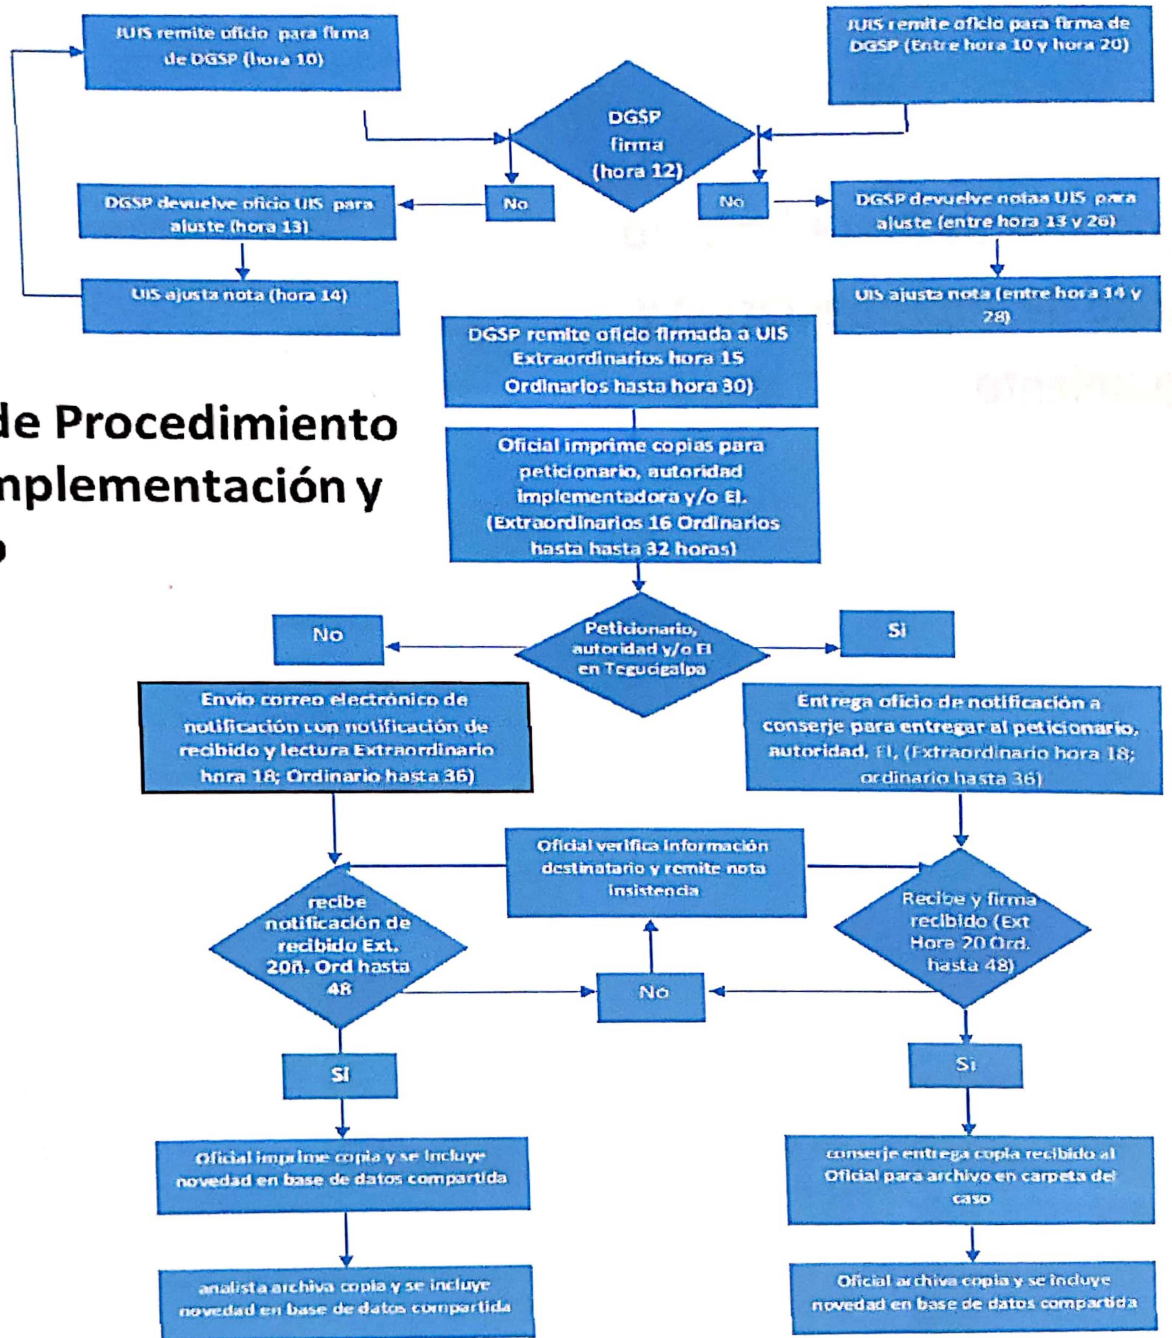 JUIS remite oficio para firma
de DGSP (hora 10)
JUIS remite oficio para firma de
DGSP (Entre hora 10 y hora 20)
DGSP
firma
(hora 12)
No
No
DGSP devuelve oficio UIS para
ajuste (hora 13)
DGSP devuelve notaa UIS para
ajuste (entre hora 13 y 26)
UIS ajusta nota (hora 14)
UIS ajusta nota (entre hora 14 y
28)
DGSP remite oficio firmada a UIS
Extraordinarios hora 15
Ordinarios hasta hora 30)
de Procedimiento
mplementación y
o
Oficial imprime copias para
peticionario, autoridad
implementadora y/o EI.
(Extraordinarios 16 Ordinarios
hasta hasta 32 horas)
No
Peticionario,
autoridad y/o EI
en Tegucigalpa
Si
Envío correo electrónico de
notificación con notificación de
recibido y lectura Extraordinario
hora 18; Ordinario hasta 36)
Entrega oficio de notificación a
conserje para entregar al peticionario,
autoridad, EI, (Extraordinario hora 18;
ordinario hasta 36)
Oficial verifica información
destinatario y remite nota
insistencia
recibe
notificación de
recibido Ext.
20ñ. Ord hasta
48
Recibe y firma
recibido (Ext
Hora 20 Ord.
hasta 48)
No
Si
Si
Oficial imprime copia y se incluye
novedad en base de datos compartida
conserje entrega copia recibido al
Oficial para archivo en carpeta del
caso
analista archiva copia y se incluye
novedad en base de datos compartida
Oficial archiva copia y se incluye
novedad en base de datos compartida